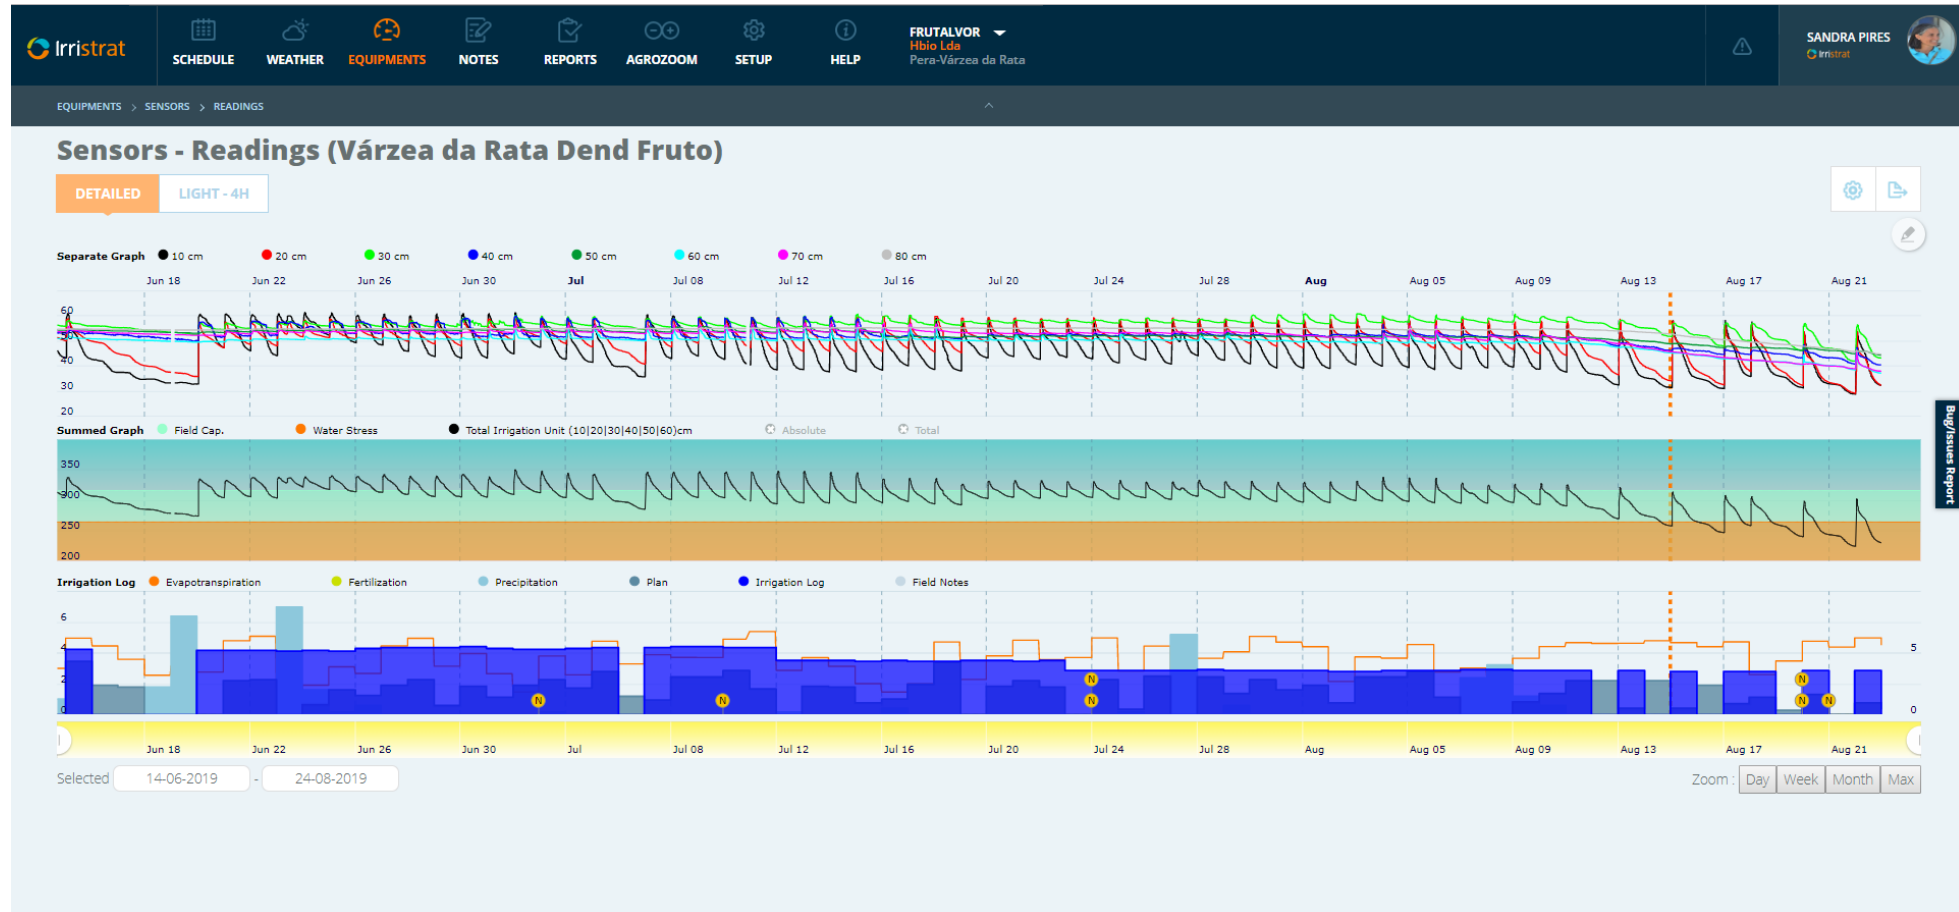 Irristrat
SCHEDULE WEATHER EQUIPMENTS NOTES REPORTS AGROZOOM SETUP HELP
FRUTALVOR
Hbio Lda
Pera-Várzea da Rata
SANDRA PIRES
Irristrat
EQUIPMENTS > SENSORS > READINGS
Sensors - Readings (Várzea da Rata Dend Fruto)
DETAILED LIGHT - 4H
Separate Graph 10 cm 20 cm 30 cm 40 cm 50 cm 60 cm 70 cm 80 cm
Jun 18 Jun 22 Jun 26 Jun 30 Jul Jul 08 Jul 12 Jul 16 Jul 20 Jul 24 Jul 28 Aug Aug 05 Aug 09 Aug 13 Aug 17 Aug 21
60
50
40
30
20
Summed Graph Field Cap. Water Stress Total Irrigation Unit (10|20|30|40|50|60)cm Absolute Total
350
300
250
200
Irrigation Log Evapotranspiration Fertilization Precipitation Plan Irrigation Log Field Notes
6
4 5
2 N N
0 N N N N N 0
Jun 18 Jun 22 Jun 26 Jun 30 Jul Jul 08 Jul 12 Jul 16 Jul 20 Jul 24 Jul 28 Aug Aug 05 Aug 09 Aug 13 Aug 17 Aug 21
Selected 14-06-2019 - 24-08-2019
Zoom : Day Week Month Max
Bug/Issues Report